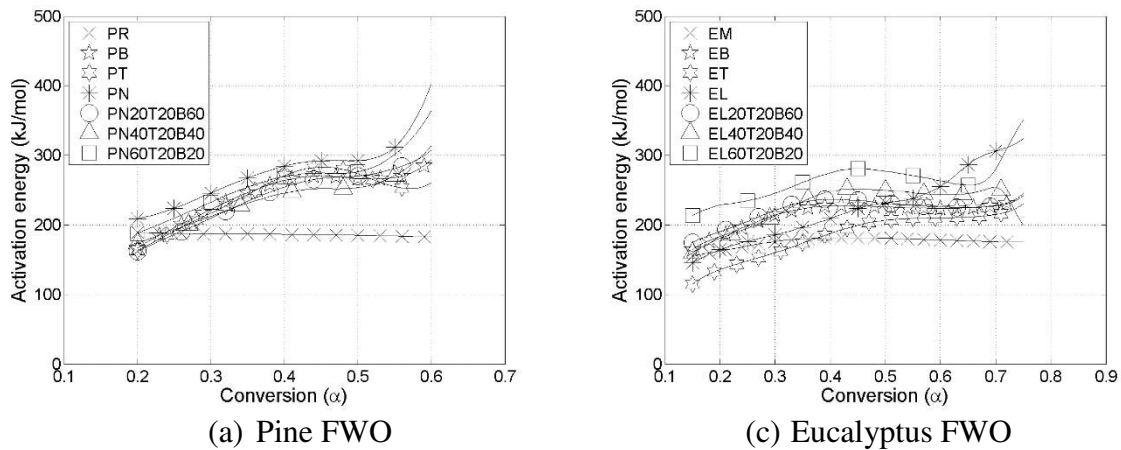 500
400
300
200
100
0
Activation energy (kJ/mol)
PR
PB
PT
PN
PN20T20B60
PN40T20B40
PN60T20B20
0.1 0.2 0.3 0.4 0.5 0.6 0.7
Conversion (α)
(a) Pine FWO
500
400
300
200
100
0
Activation energy (kJ/mol)
EM
EB
ET
EL
EL20T20B60
EL40T20B40
EL60T20B20
0.1 0.2 0.3 0.4 0.5 0.6 0.7 0.8 0.9
Conversion (α)
(c) Eucalyptus FWO